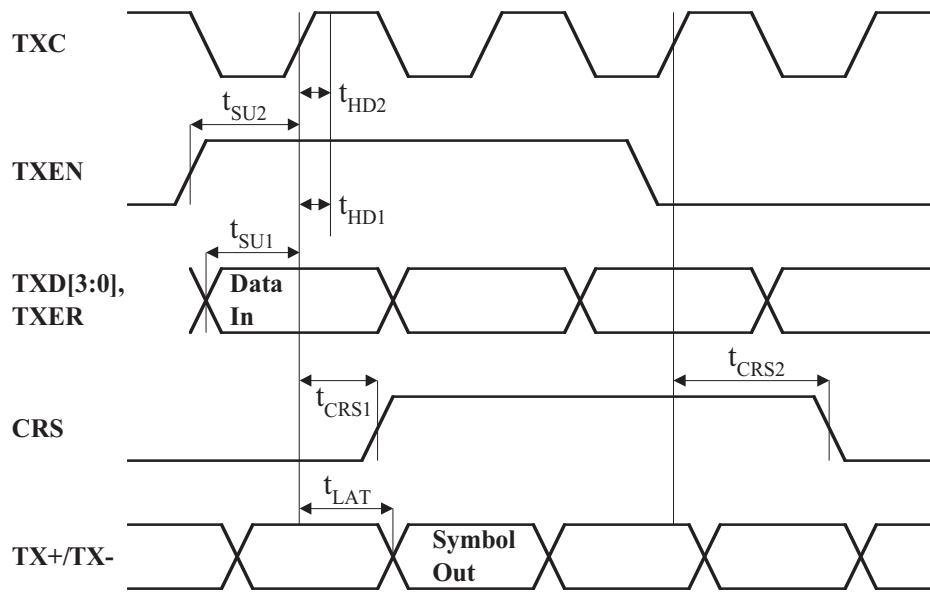 TXC
t_HD2
t_SU2
TXEN
t_HD1
t_SU1
TXD[3:0],
TXER
Data
In
t_CRS2
t_CRS1
CRS
t_LAT
TX+/TX-
Symbol
Out